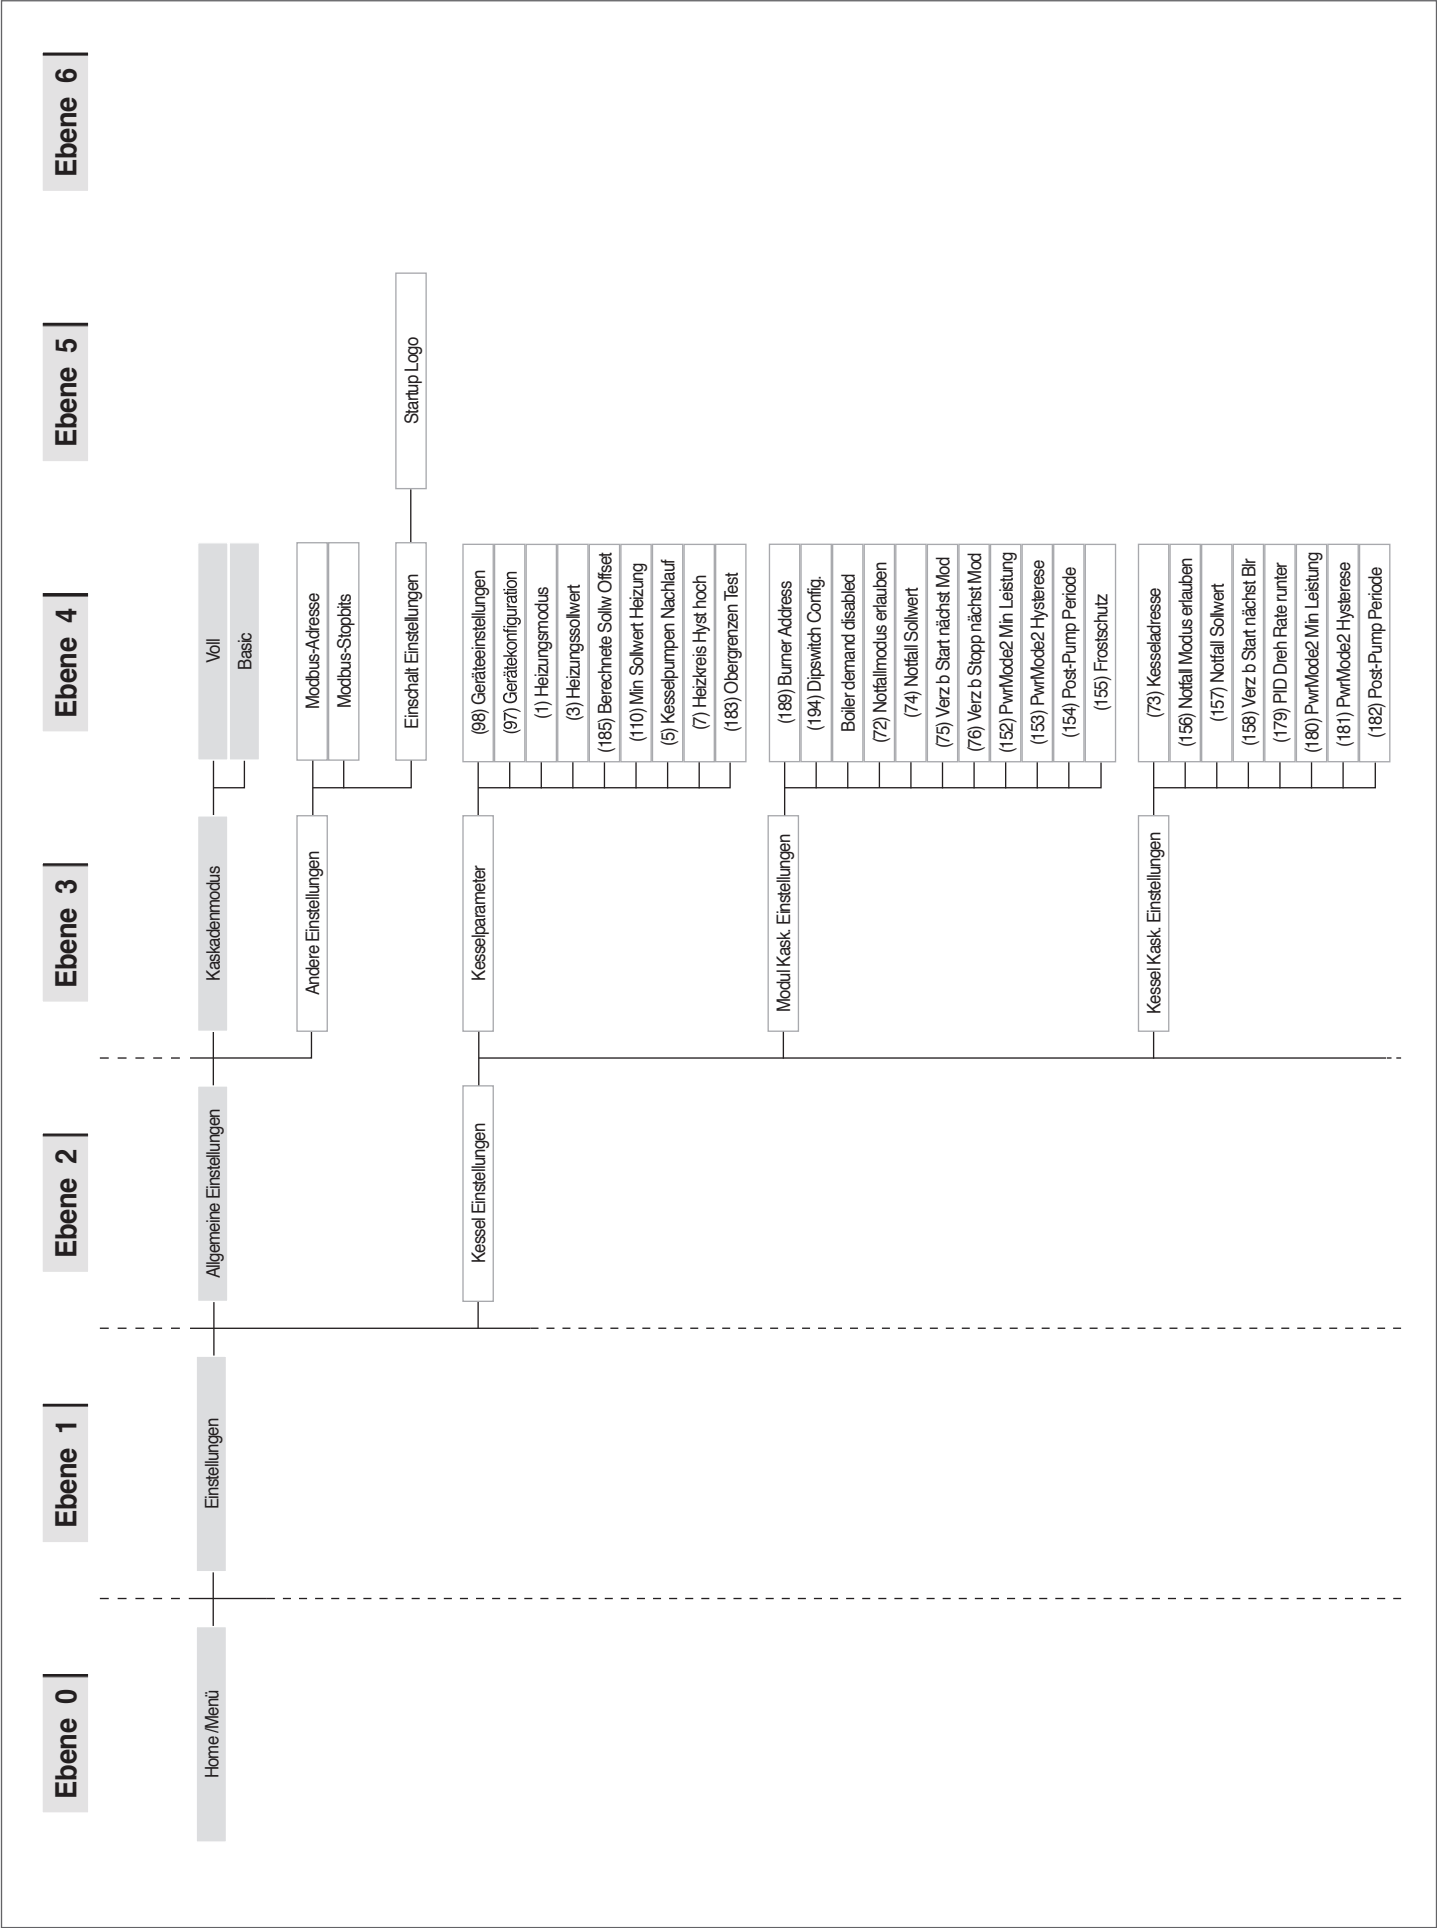 Ebene 0
Ebene 1
Ebene 2
Ebene 3
Ebene 4
Ebene 5
Ebene 6
Home /Menü
Einstellungen
Allgemeine Einstellungen
Kaskadenmodus
Voll
Basic
Andere Einstellungen
Modbus-Adresse
Modbus-Stopbits
Einschalt Einstellungen
Startup Logo
Kessel Einstellungen
Kesselparameter
(98) Geräteeinstellungen
(97) Gerätekonfiguration
(1) Heizungsmodus
(3) Heizungssollwert
(185) Berechnete Sollw Offset
(110) Min Sollwert Heizung
(5) Kesselpumpen Nachlauf
(7) Heizkreis Hyst hoch
(183) Obergrenzen Test
Modul Kask. Einstellungen
(189) Burner Address
(194) Dipswitch Config.
Boiler demand disabled
(72) Notfallmodus erlauben
(74) Notfall Sollwert
(75) Verz b Start nächst Mod
(76) Verz b Stopp nächst Mod
(152) PwrMode2 Min Leistung
(153) PwrMode2 Hysterese
(154) Post-Pump Periode
(155) Frostschutz
Kessel Kask. Einstellungen
(73) Kesseladresse
(156) Notfall Modus erlauben
(157) Notfall Sollwert
(158) Verz b Start nächst Blr
(179) PID Dreh Rate runter
(180) PwrMode2 Min Leistung
(181) PwrMode2 Hysterese
(182) Post-Pump Periode